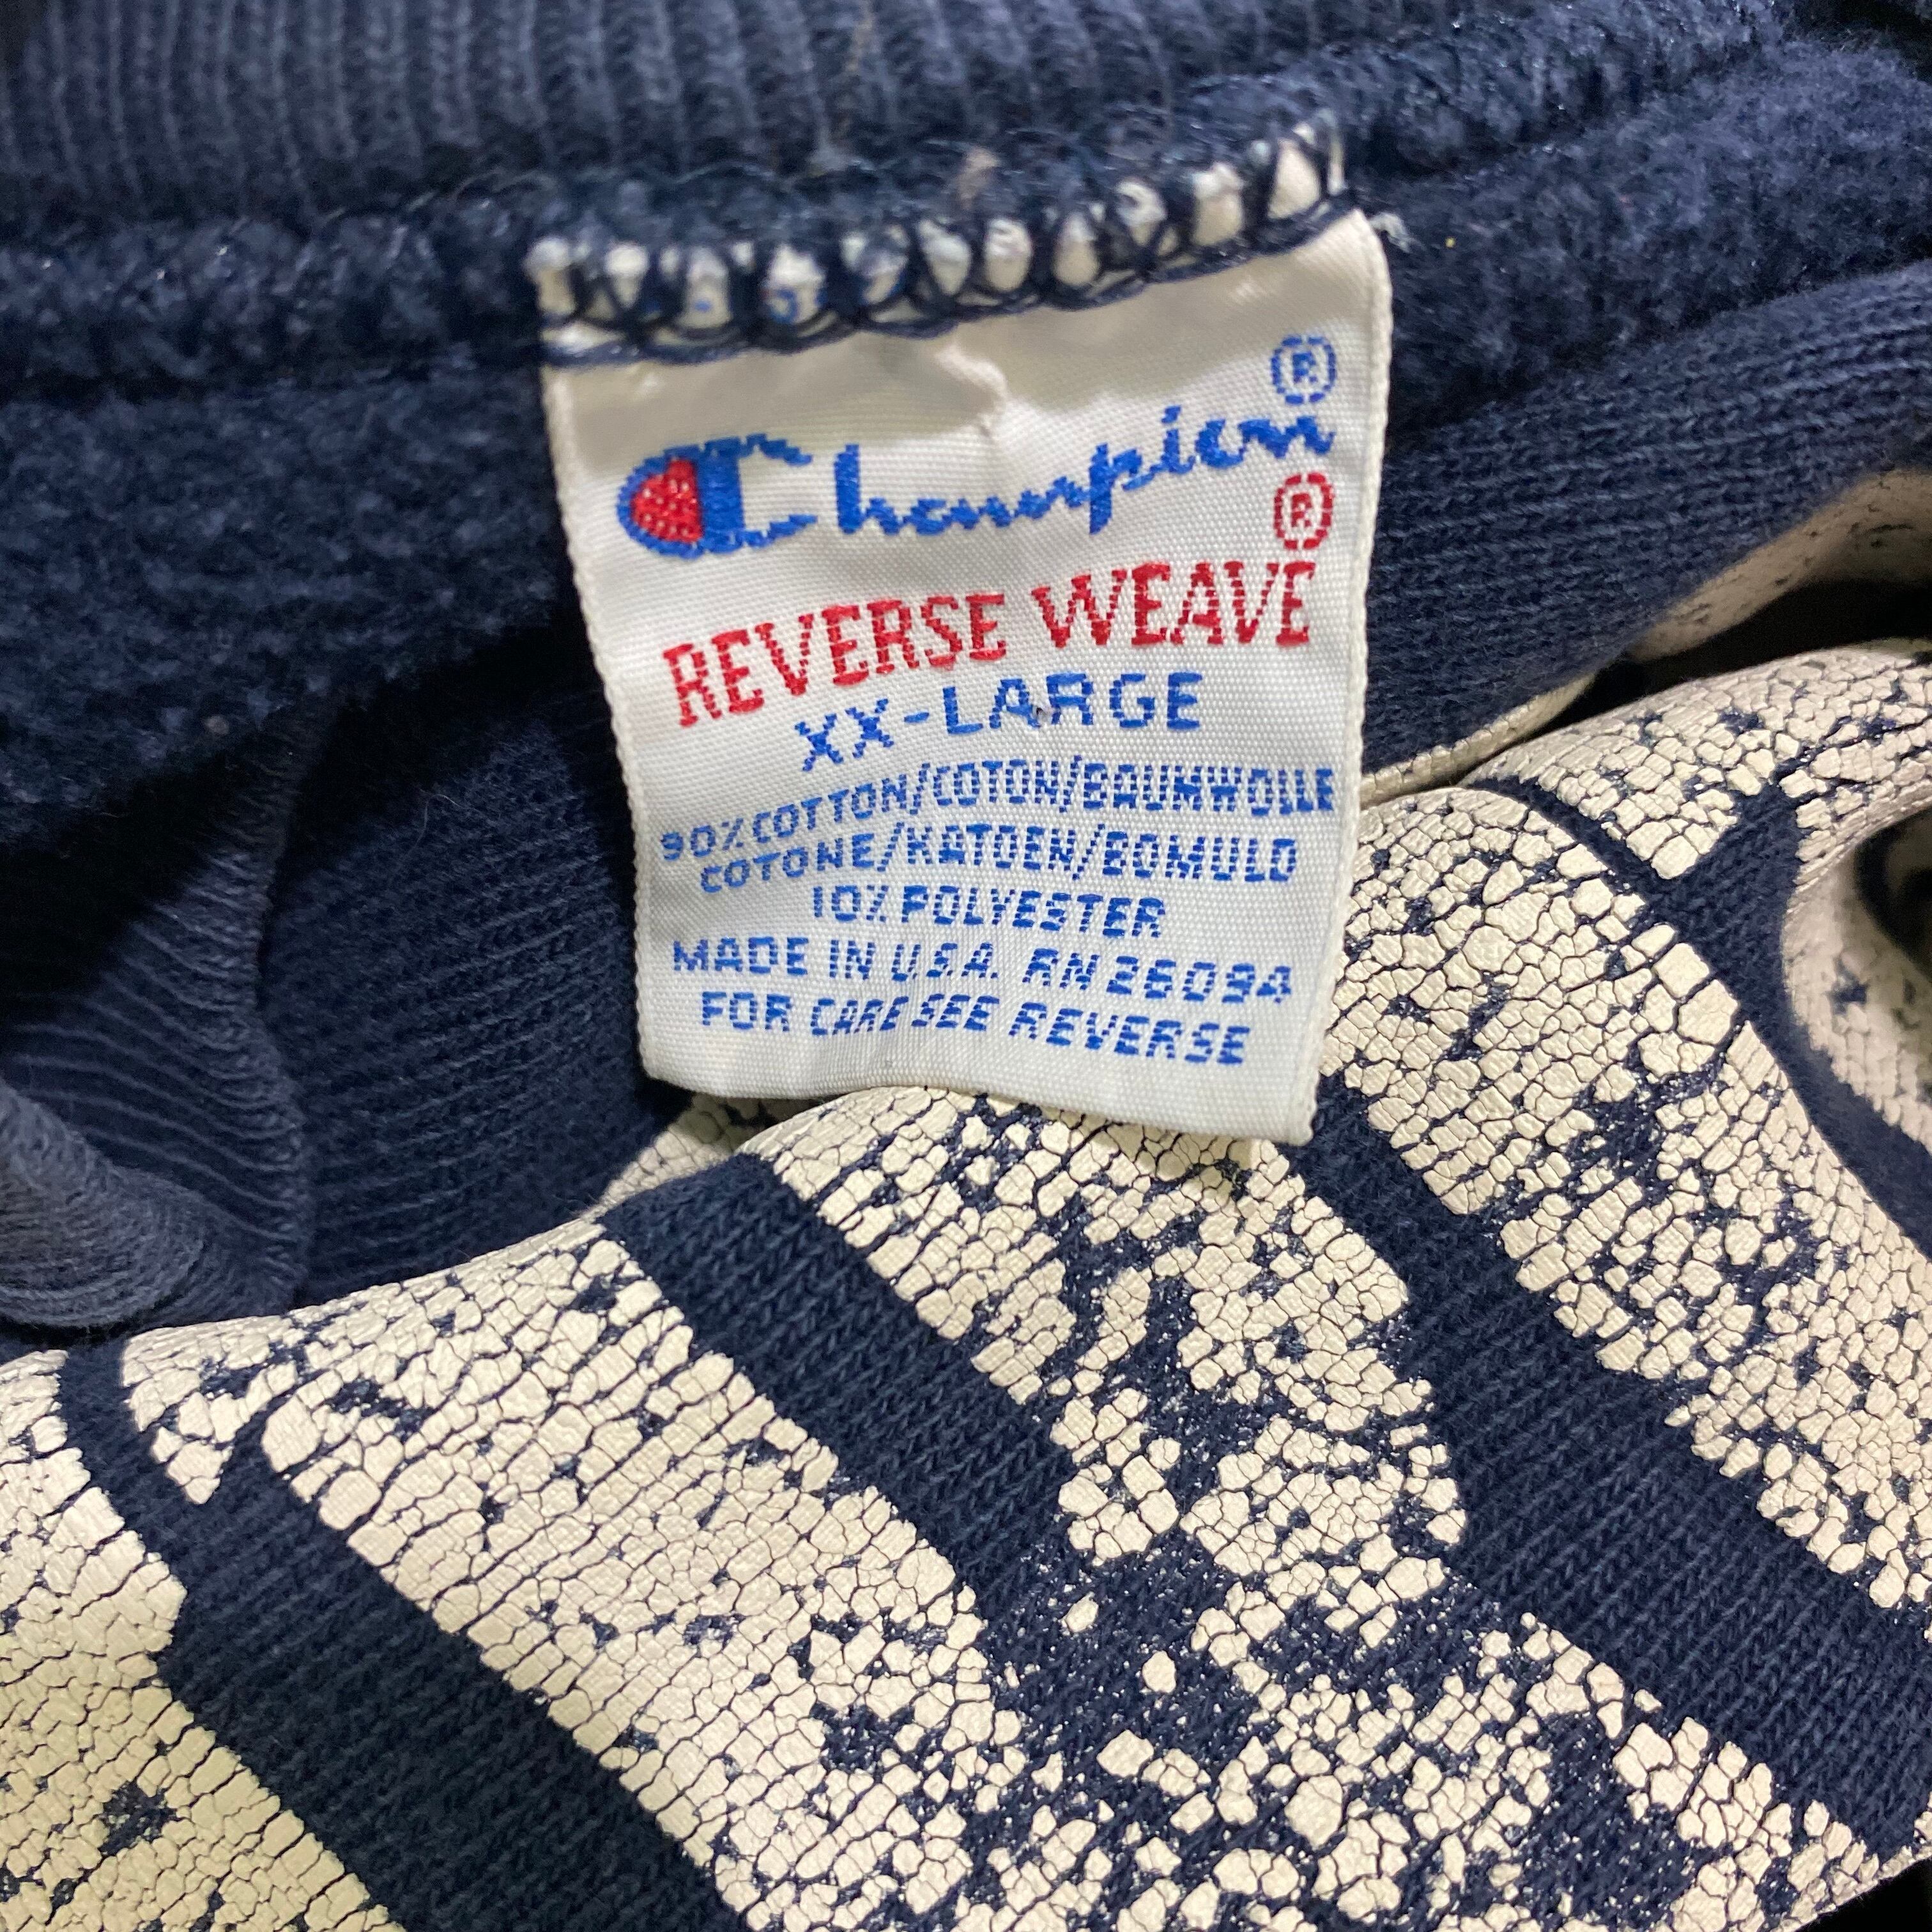 Champion®
®
REVERSE WEAVE
XX-LARGE
90% COTTON/COTON/BAUMWOLLE
COTONE/KATOEN/BOMULD
10% POLYESTER
MADE IN U.S.A. RN 26094
FOR CARE SEE REVERSE